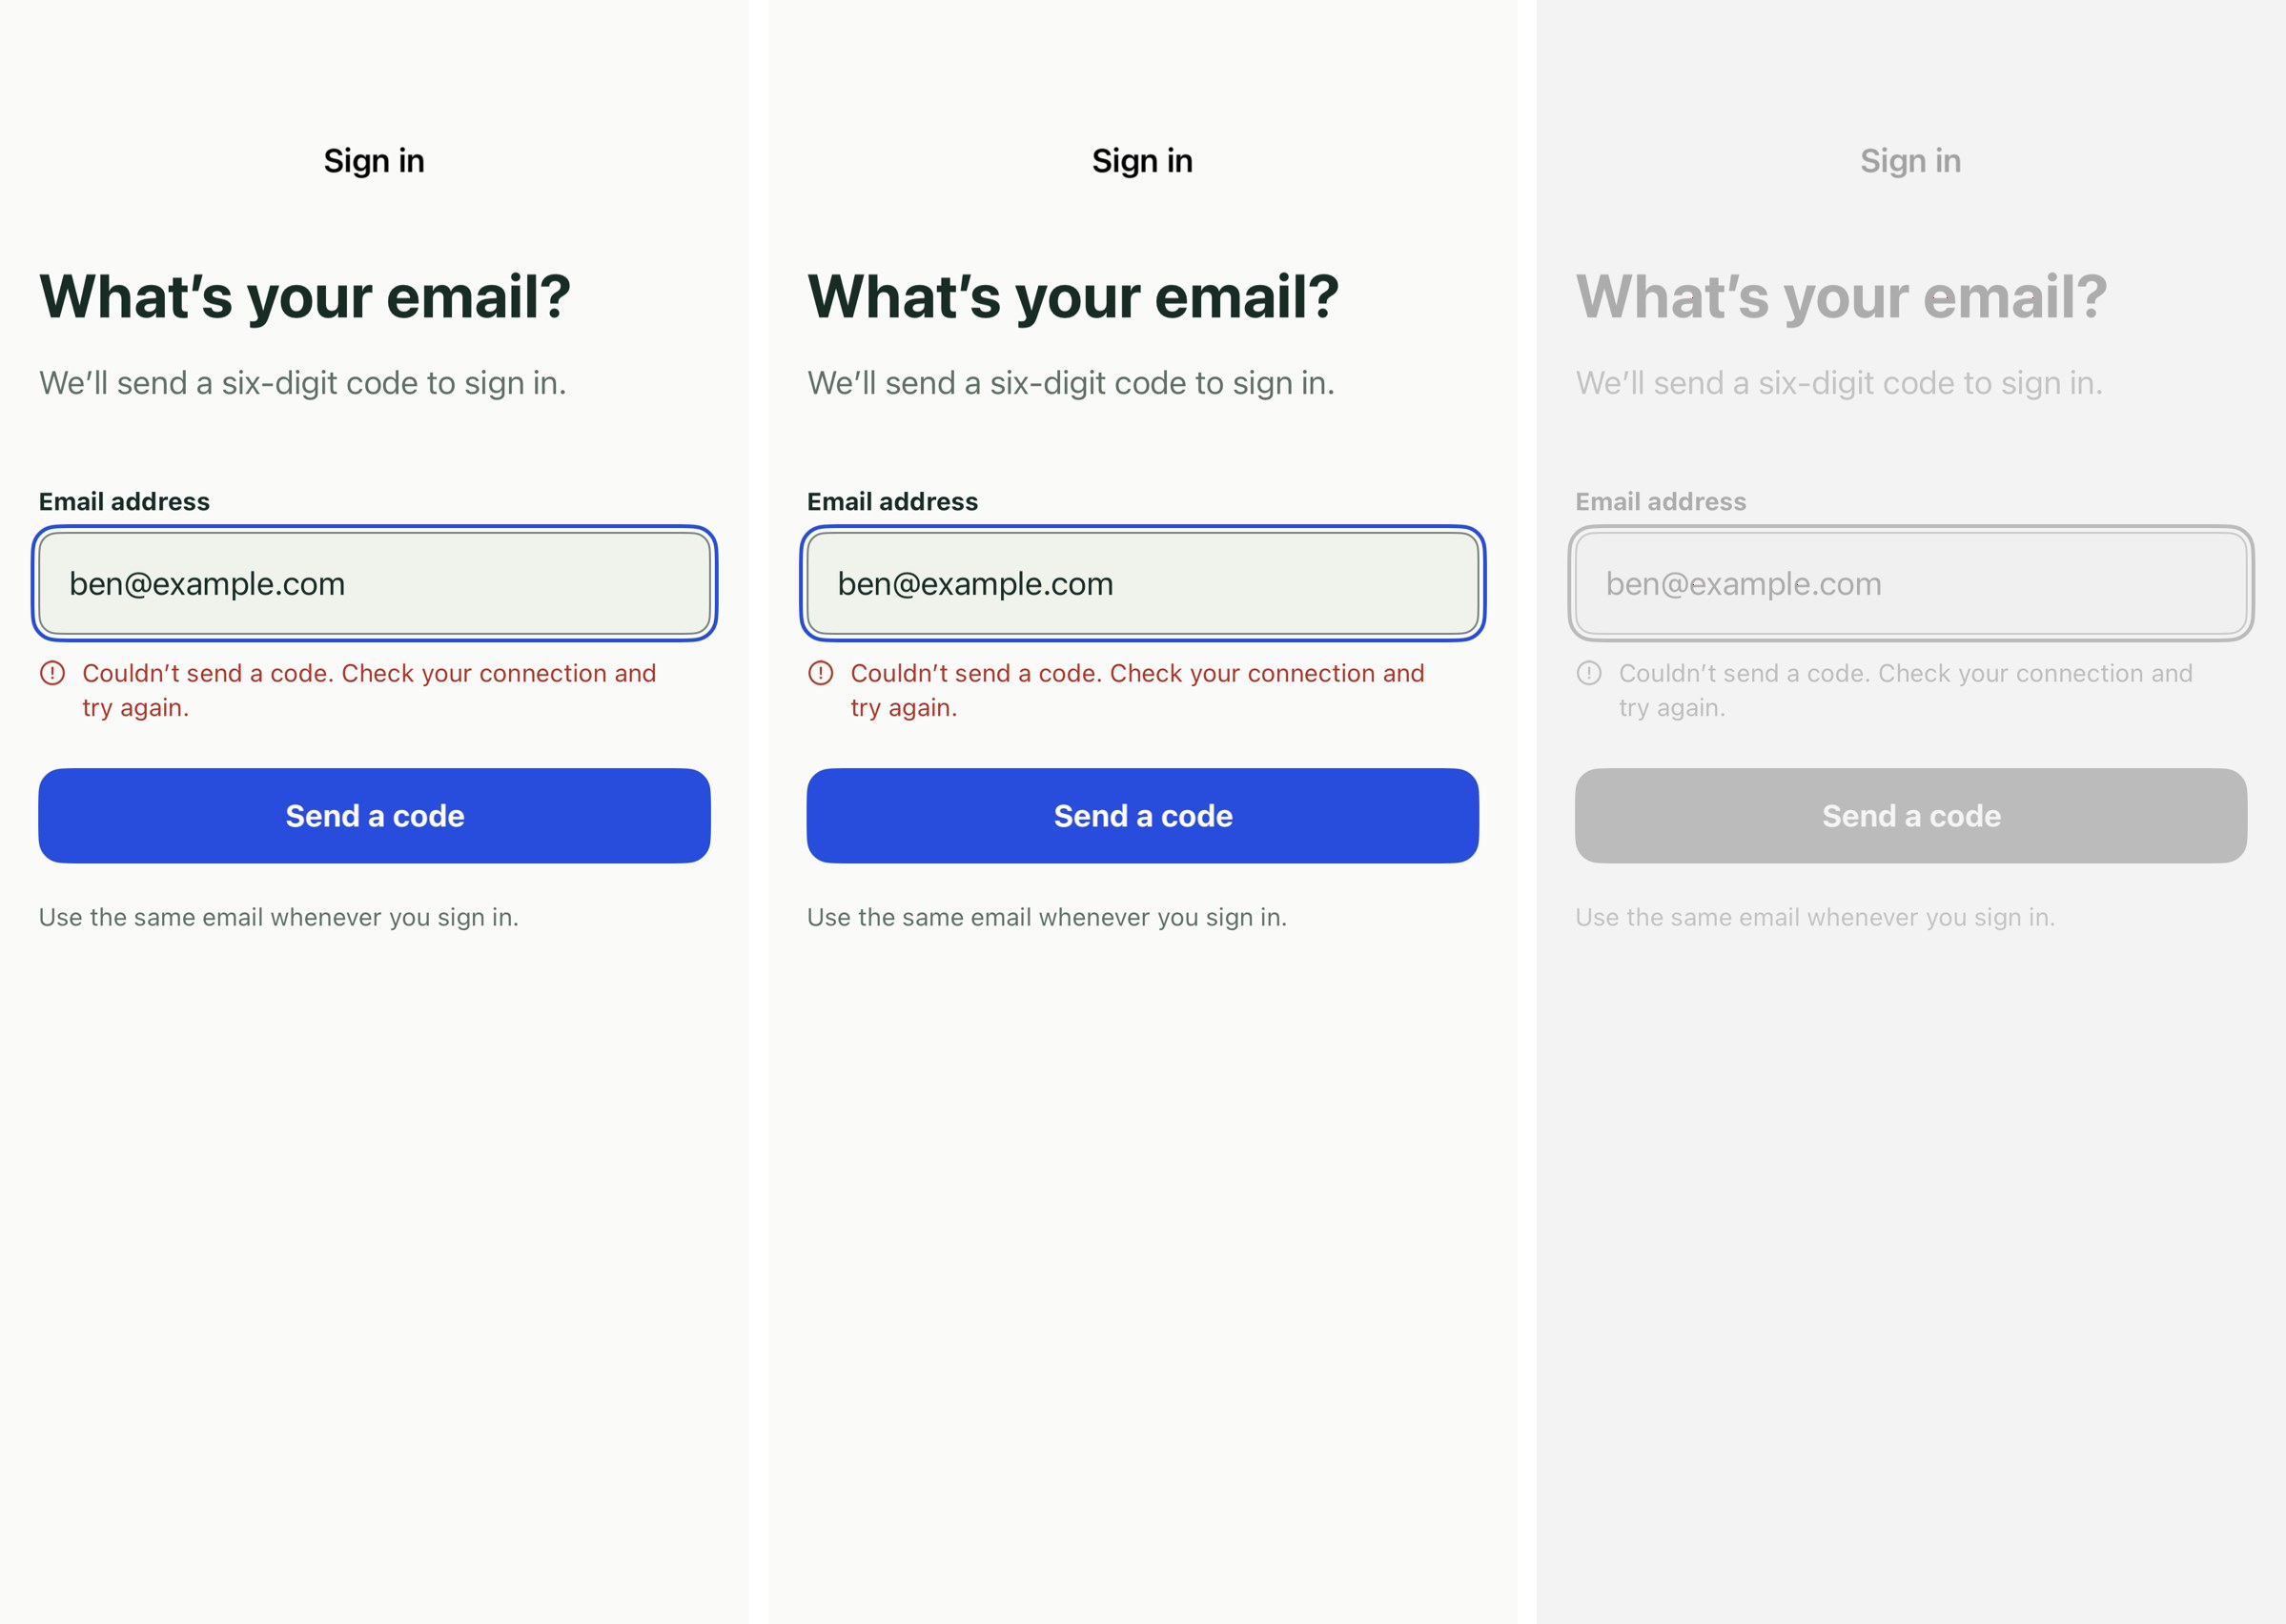 Sign in
What’s your email?
We’ll send a six-digit code to sign in.
Email address
ben@example.com
Couldn’t send a code. Check your connection and
try again.
Send a code
Use the same email whenever you sign in.
Sign in
What’s your email?
We’ll send a six-digit code to sign in.
Email address
ben@example.com
Couldn’t send a code. Check your connection and
try again.
Send a code
Use the same email whenever you sign in.
Sign in
What’s your email?
We’ll send a six-digit code to sign in.
Email address
ben@example.com
Couldn’t send a code. Check your connection and
try again.
Send a code
Use the same email whenever you sign in.